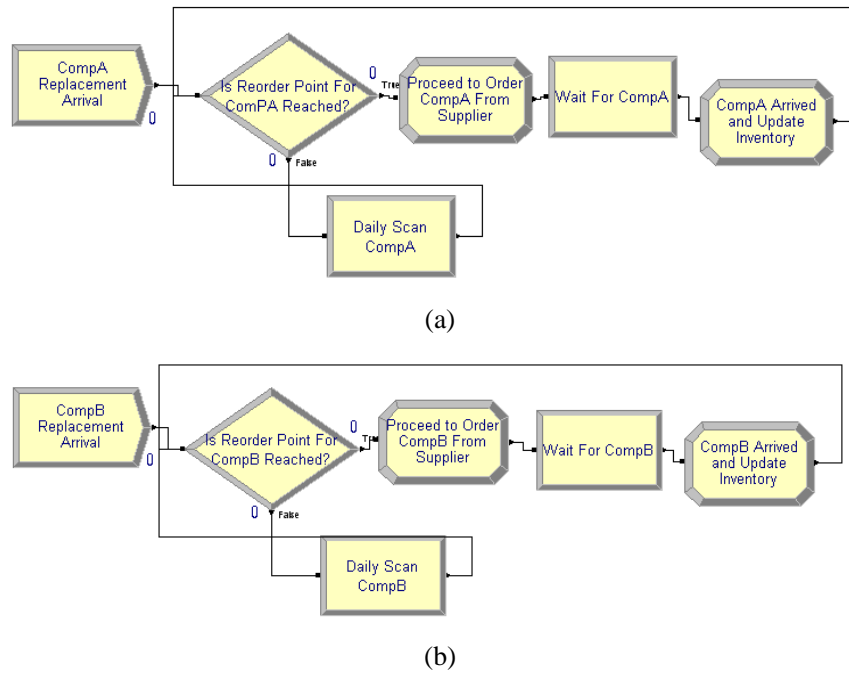 CompA
Replacement
Arrival
0
Is Reorder Point For
ComPA Reached?
0
True
0
False
Proceed to Order
CompA From
Supplier
Wait For CompA
CompA Arrived
and Update
Inventory
Daily Scan
CompA
(a)
CompB
Replacement
Arrival
0
Is Reorder Point For
CompB Reached?
0
True
0
False
Proceed to Order
CompB From
Supplier
Wait For CompB
CompB Arrived
and Update
Inventory
Daily Scan
CompB
(b)